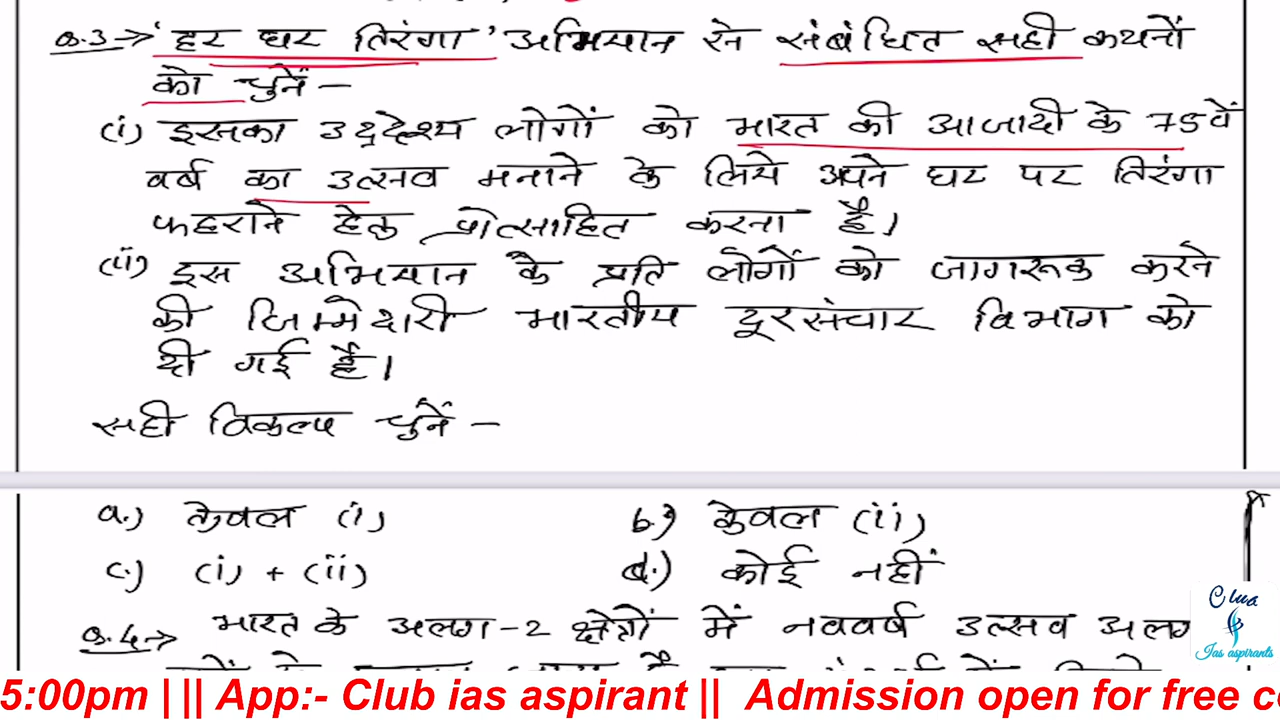 Q.3→ 'हर घर तिरंगा' अभियान से संबंधित सही कथनों
को चुनें –
(i) इसका उद्देश्य लोगों को भारत की आजादी के 75वें
वर्ष का उत्सव मनाने के लिये अपने घर पर तिरंगा
फहराने हेतु प्रोत्साहित करना है।
(ii) इस अभियान के प्रति लोगों को जागरूक करने
की जिम्मेदारी भारतीय दूरसंचार विभाग को
दी गई है।
सही विकल्प चुनें –
a.) केवल (i) b.) केवल (ii)
c.) (i) + (ii) d.) कोई नहीं
Q.4→ भारत के अलग-2 क्षेत्रों में नववर्ष उत्सव अलग
Club
Ias aspirants
5:00pm | || App:- Club ias aspirant || Admission open for free c